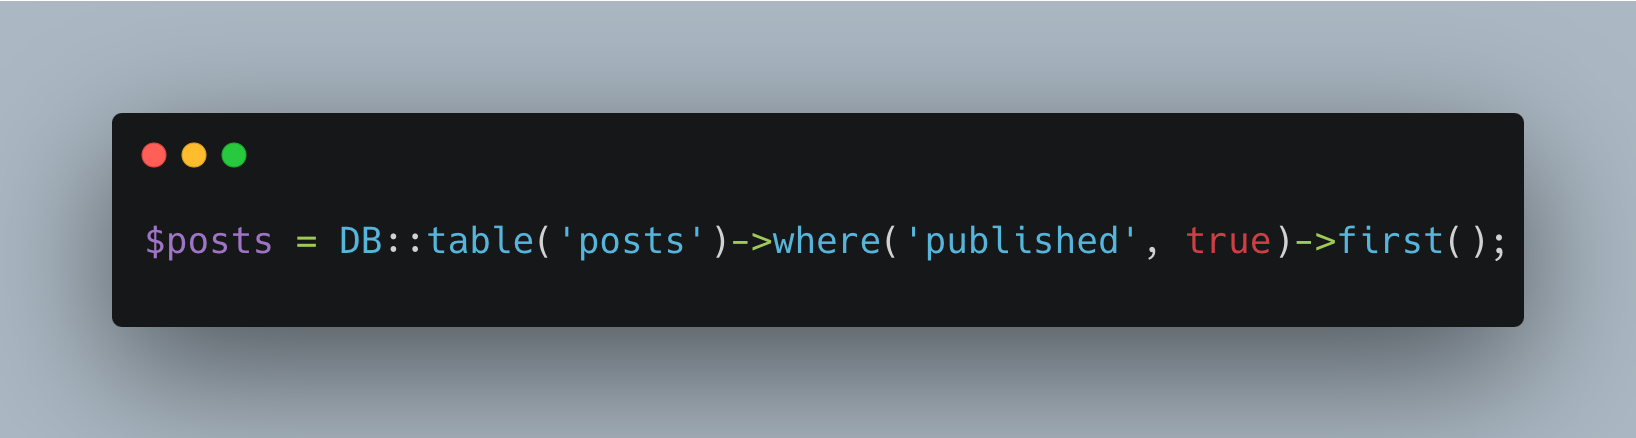 $posts = DB::table('posts')->where('published', true)->first();